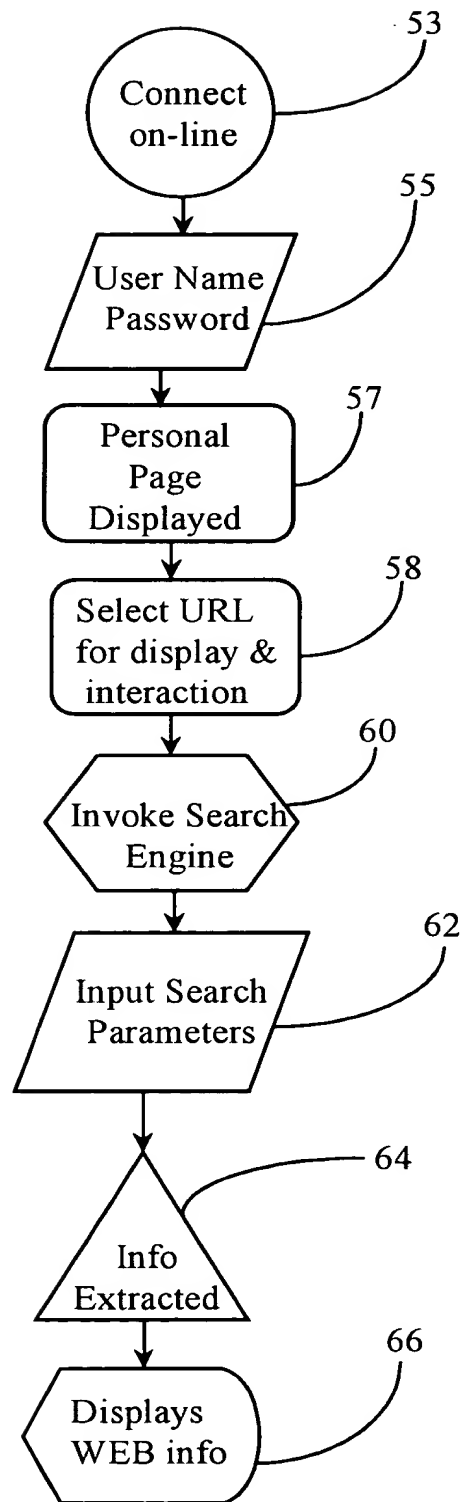 53
Connect
on-line
55
User Name
Password
57
Personal
Page
Displayed
58
Select URL
for display &
interaction
60
Invoke Search
Engine
62
Input Search
Parameters
64
Info
Extracted
66
Displays
WEB info